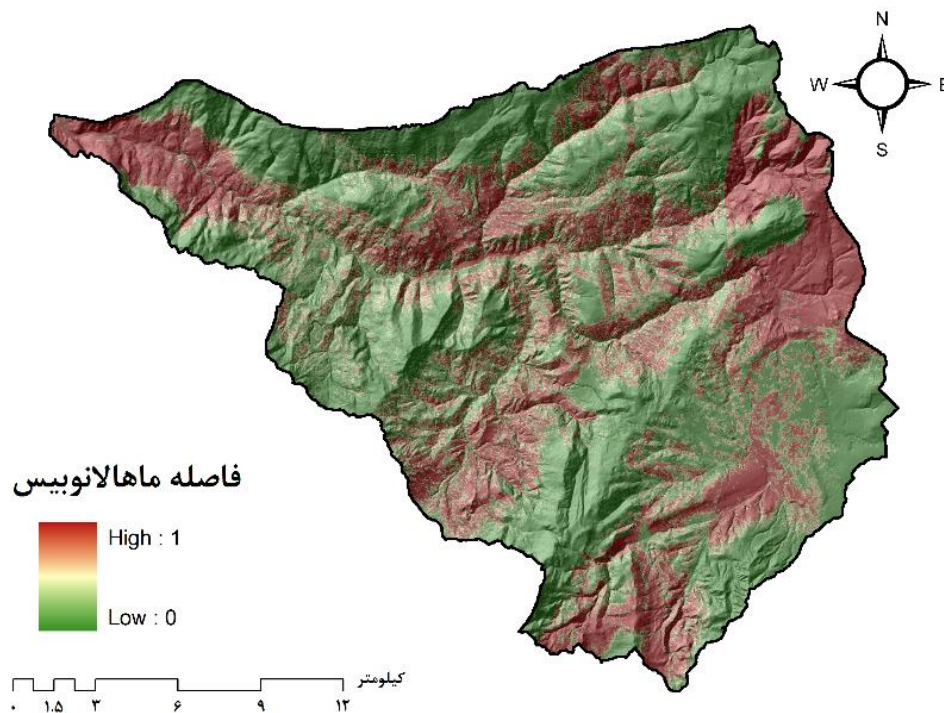 N
W E
S
فاصله ماهالانوبیس
High : 1
Low : 0
کیلومتر
۰ ۱.۵ ۳ ۶ ۹ ۱۲